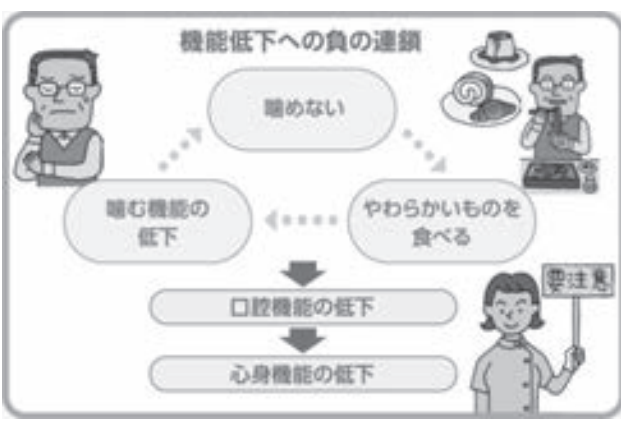 機能低下への負の連鎖
噛めない
やわらかいものを
食べる
噛む機能の
低下
口腔機能の低下
心身機能の低下
要注意